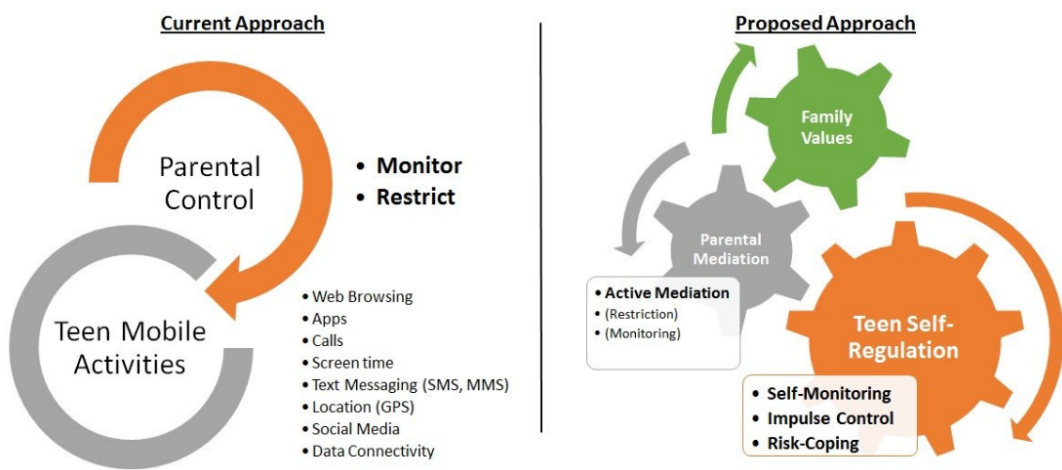 Current Approach
Parental
Control
• Monitor
• Restrict
Teen Mobile
Activities
• Web Browsing
• Apps
• Calls
• Screen time
• Text Messaging (SMS, MMS)
• Location (GPS)
• Social Media
• Data Connectivity
Proposed Approach
Family
Values
Parental
Mediation
• Active Mediation
• (Restriction)
• (Monitoring)
Teen Self-
Regulation
• Self-Monitoring
• Impulse Control
• Risk-Coping